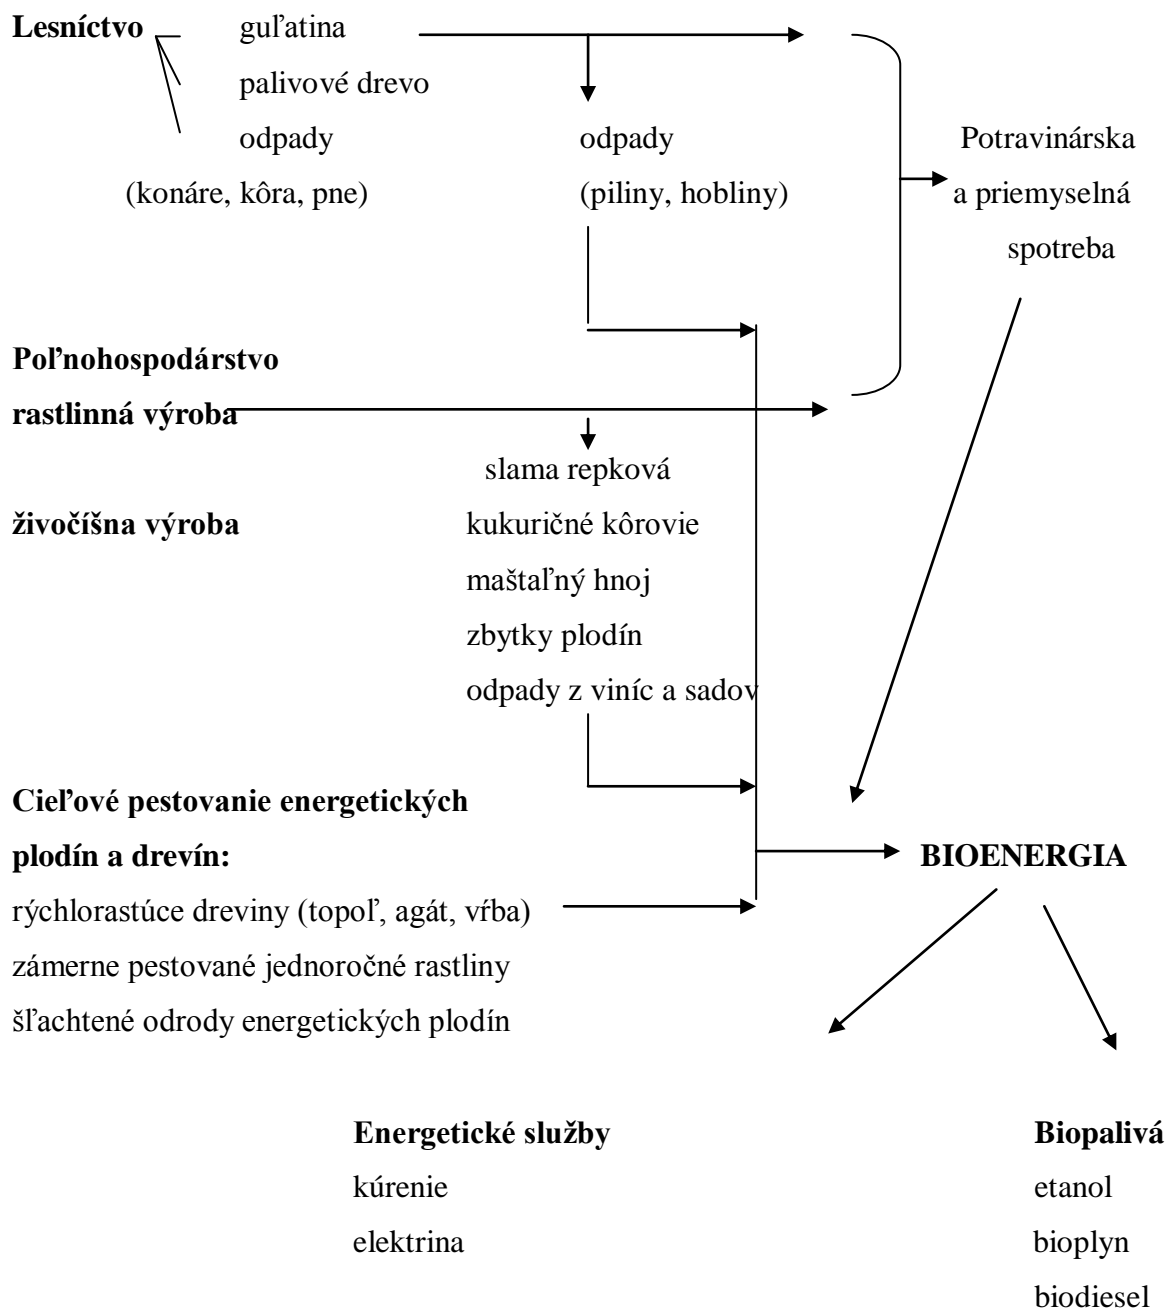 Lesníctvo guľatina
palivové drevo
odpady odpady Potravinárska
(konáre, kôra, pne) (piliny, hobliny) a priemyselná
spotreba
Poľnohospodárstvo
rastlinná výroba
slama repková
živočíšna výroba kukuričné kôrovie
maštaľný hnoj
zbytky plodín
odpady z viníc a sadov
Cieľové pestovanie energetických
plodín a drevín: BIOENERGIA
rýchlorastúce dreviny (topoľ, agát, vŕba)
zámerne pestované jednoročné rastliny
šľachtené odrody energetických plodín
Energetické služby Biopalivá
kúrenie etanol
elektrina bioplyn
biodiesel